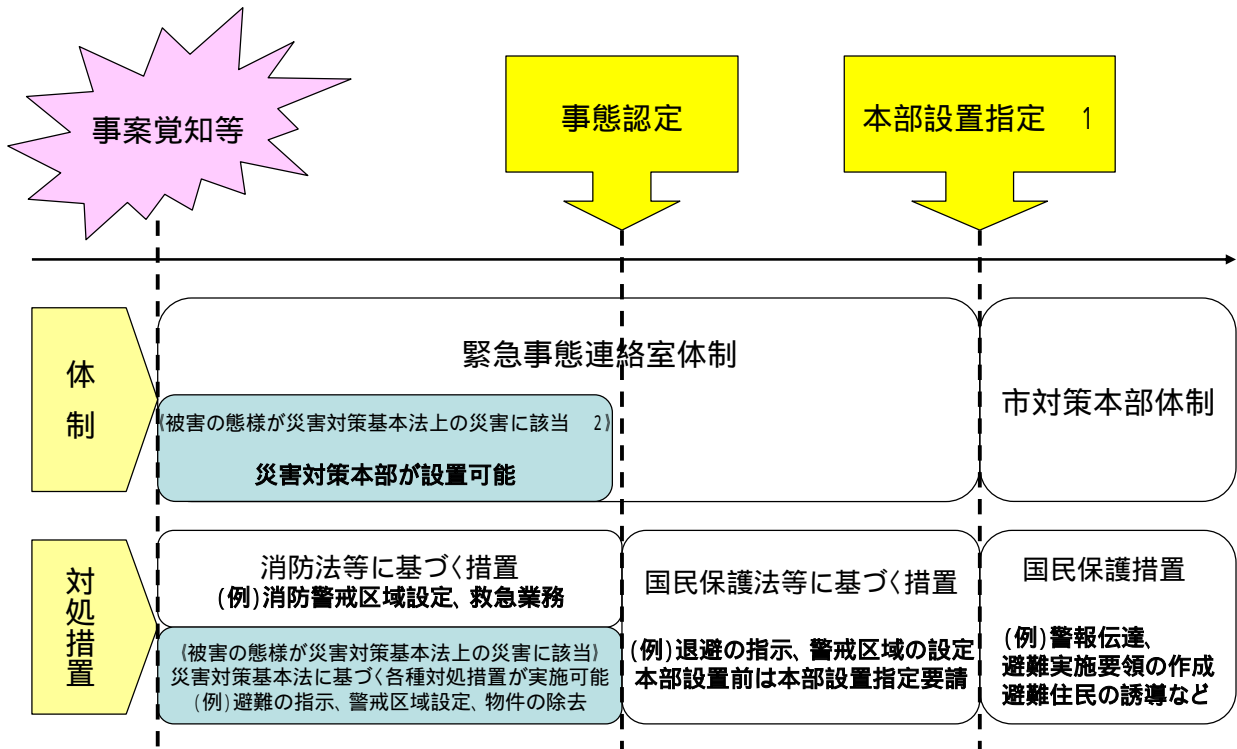 事案覚知等
事態認定
本部設置指定 1
体制
緊急事態連絡室体制
(被害の態様が災害対策基本法上の災害に該当 2)
災害対策本部が設置可能
市対策本部体制
対処措置
消防法等に基づく措置
(例)消防警戒区域設定、救急業務
(被害の態様が災害対策基本法上の災害に該当)
災害対策基本法に基づく各種対処措置が実施可能
(例)避難の指示、警戒区域設定、物件の除去
国民保護法等に基づく措置
(例)退避の指示、警戒区域の設定
本部設置前は本部設置指定要請
国民保護措置
(例)警報伝達、
避難実施要領の作成
避難住民の誘導など